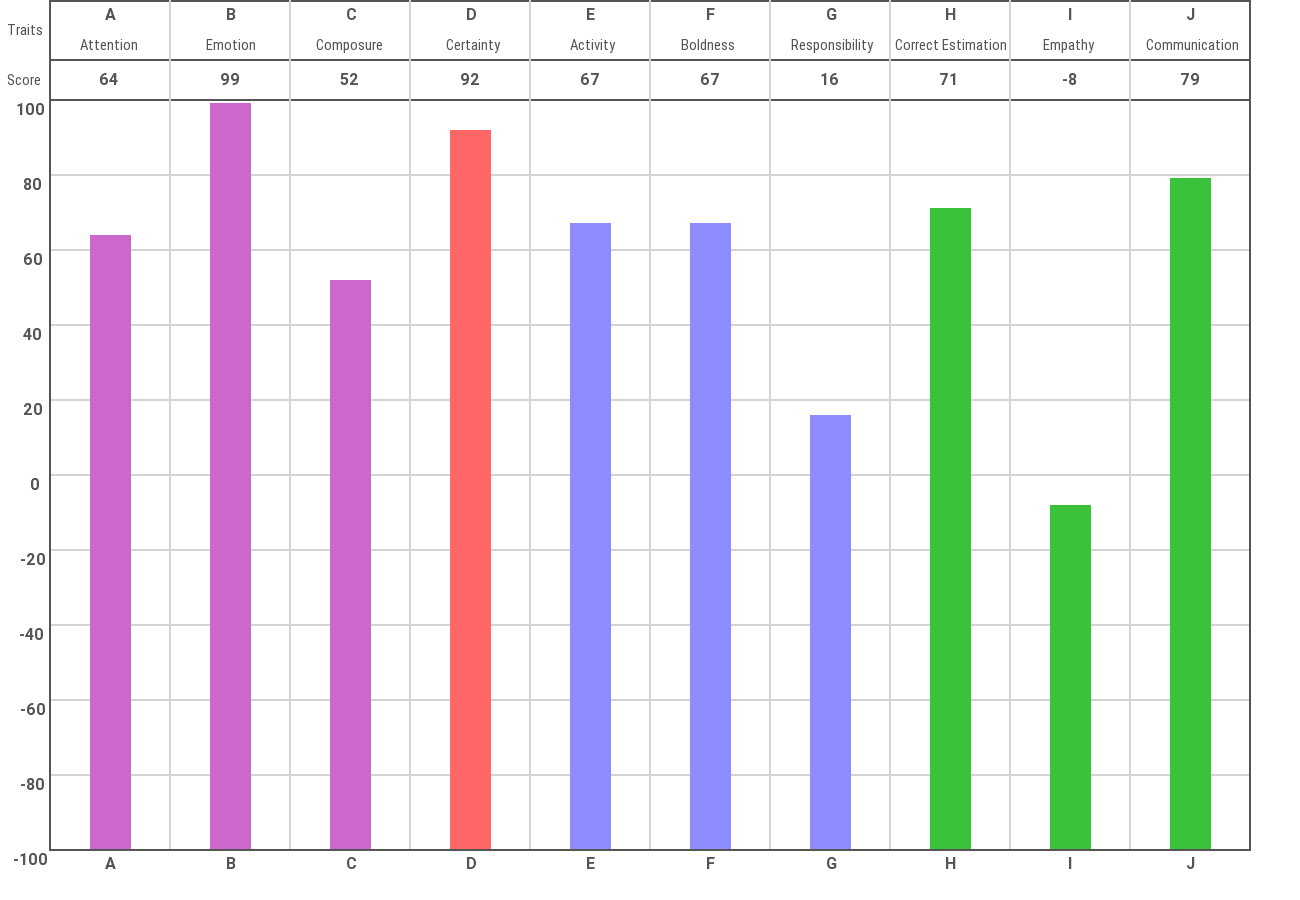 A B C D E F G H I J
Traits
Attention Emotion Composure Certainty Activity Boldness Responsibility Correct Estimation Empathy Communication
Score 64 99 52 92 67 67 16 71 -8 79
100
80
60
40
20
0
-20
-40
-60
-80
-100
A B C D E F G H I J